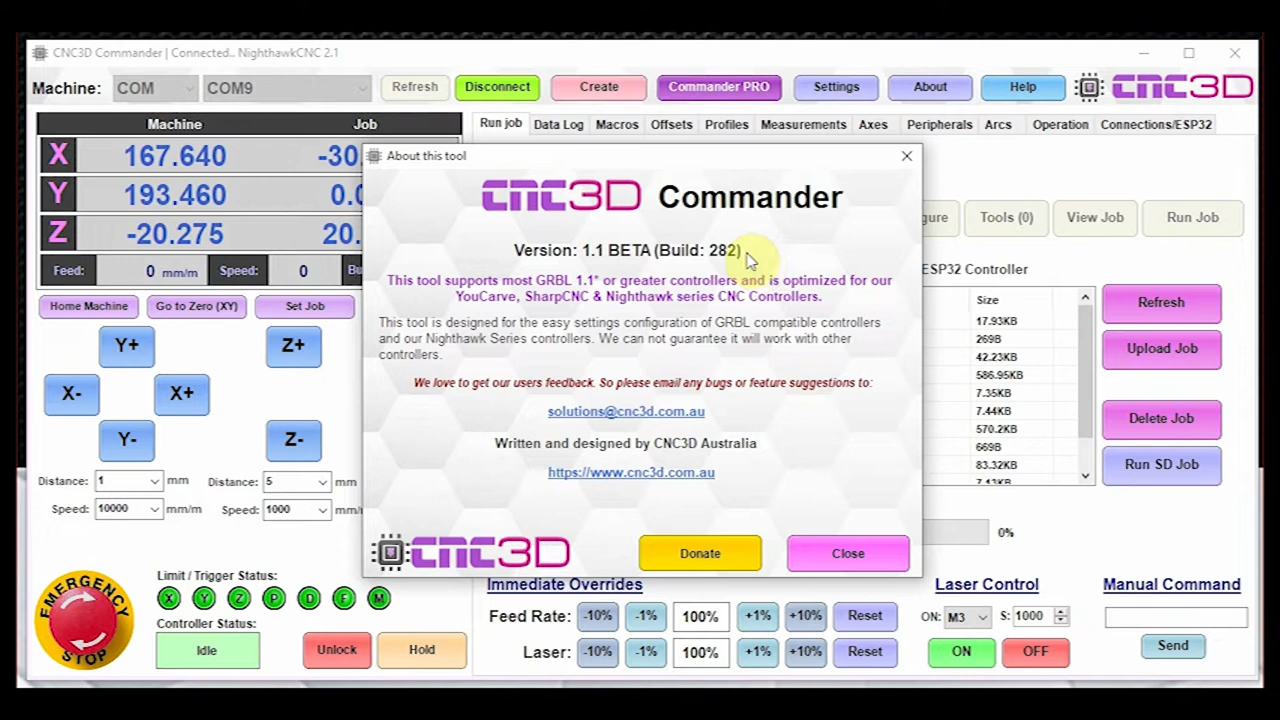 CNC3D Commander | Connected.. NighthawkCNC 2.1
Machine: COM COM9 Refresh Disconnect Create Commander PRO Settings About Help CNC3D
Machine Job
Run job Data Log Macros Offsets Profiles Measurements Axes Peripherals Arcs Operation Connections/ESP32
X 167.640 -30.
Y 193.460 0.0
Z -20.275 20.
Feed: 0 mm/m Speed: 0
Home Machine Go to Zero (XY) Set Job
Y+ Z+
X- X+
Y- Z-
Distance: 1 mm Distance: 5 mm
Speed: 10000 mm/m Speed: 1000
EMERGENCY
STOP
Limit / Trigger Status:
X Y Z P D F M
Controller Status:
Idle Unlock Hold
About this tool
CNC3D Commander
Version: 1.1 BETA (Build: 282)
This tool supports most GRBL 1.1* or greater controllers and is optimized for our
YouCarve, SharpCNC & Nighthawk series CNC Controllers.
This tool is designed for the easy settings configuration of GRBL compatible controllers
and our Nighthawk Series controllers. We can not guarantee it will work with other
controllers.
We love to get our users feedback. So please email any bugs or feature suggestions to:
solutions@cnc3d.com.au
Written and designed by CNC3D Australia
https://www.cnc3d.com.au
CNC3D Donate Close
gure Tools (0) View Job Run Job
ESP32 Controller
Size
17.93KB
269B
42.23KB
586.95KB
7.35KB
7.44KB
570.2KB
669B
83.32KB
7.13KB
Refresh
Upload Job
Delete Job
Run SD Job
0%
Immediate Overrides
Feed Rate: -10% -1% 100% +1% +10% Reset
Laser: -10% -1% 100% +1% +10% Reset
Laser Control
ON: M3 S: 1000
ON OFF
Manual Command
Send